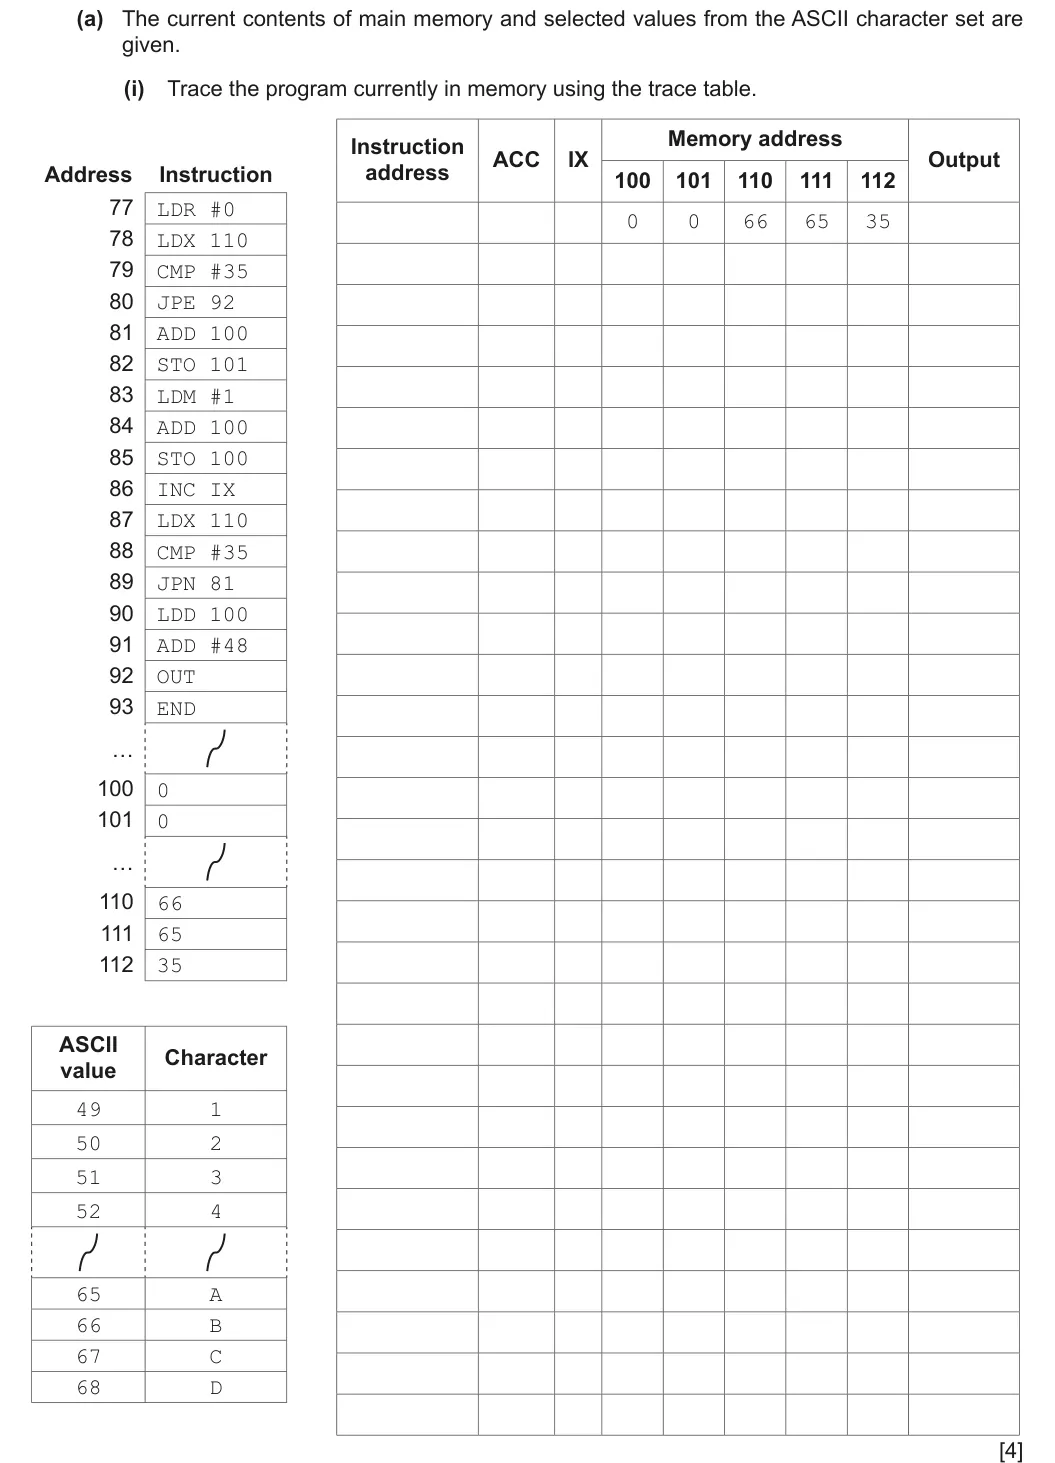 (a) The current contents of main memory and selected values from the ASCII character set are
given.
(i) Trace the program currently in memory using the trace table.
Address Instruction
77 LDR #0
78 LDX 110
79 CMP #35
80 JPE 92
81 ADD 100
82 STO 101
83 LDM #1
84 ADD 100
85 STO 100
86 INC IX
87 LDX 110
88 CMP #35
89 JPN 81
90 LDD 100
91 ADD #48
92 OUT
93 END
...
100 0
101 0
...
110 66
111 65
112 35
ASCII
value
Character
49 1
50 2
51 3
52 4
65 A
66 B
67 C
68 D
Instruction
address
ACC IX
Memory address
100 101 110 111 112
Output
0 0 66 65 35
[4]